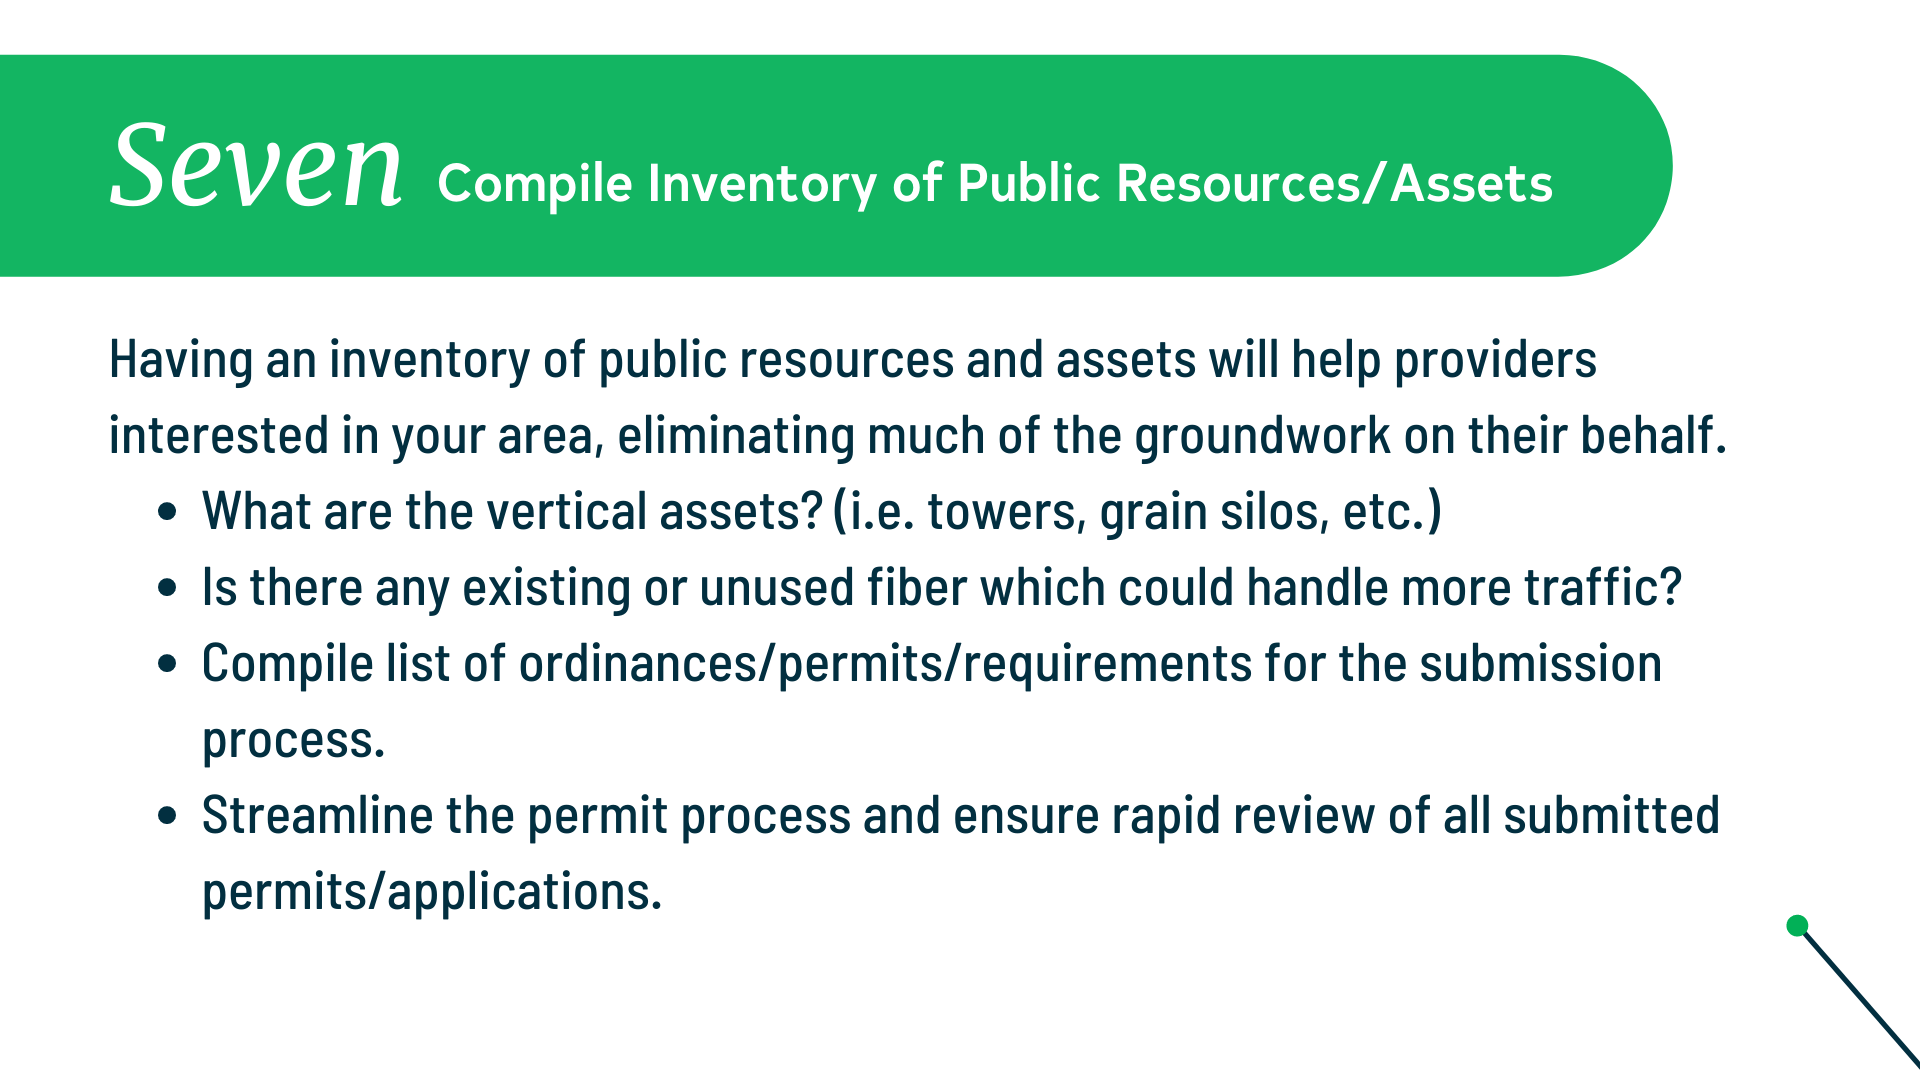 Seven Compile Inventory of Public Resources/Assets
Having an inventory of public resources and assets will help providers
interested in your area, eliminating much of the groundwork on their behalf.
• What are the vertical assets? (i.e. towers, grain silos, etc.)
• Is there any existing or unused fiber which could handle more traffic?
• Compile list of ordinances/permits/requirements for the submission
process.
• Streamline the permit process and ensure rapid review of all submitted
permits/applications.